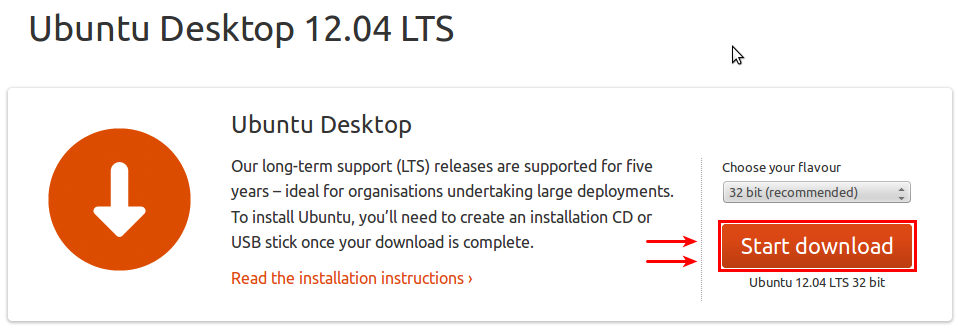 Ubuntu Desktop 12.04 LTS
Ubuntu Desktop
Our long-term support (LTS) releases are supported for five
years – ideal for organisations undertaking large deployments.
To install Ubuntu, you’ll need to create an installation CD or
USB stick once your download is complete.
Read the installation instructions ›
Choose your flavour
32 bit (recommended)
Start download
Ubuntu 12.04 LTS 32 bit